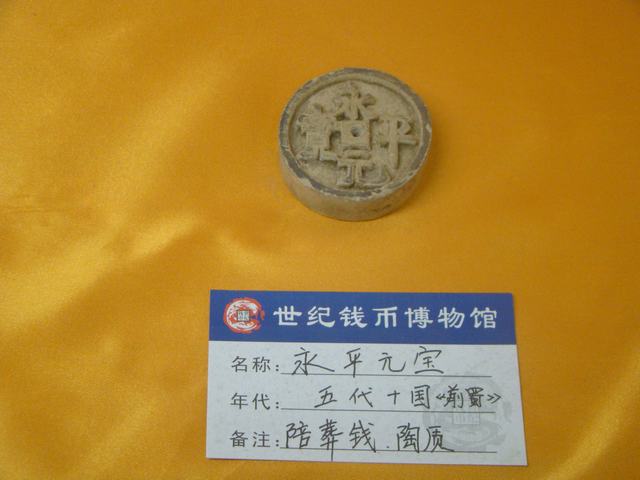 永平元寳
世纪钱币博物馆
名称: 永平元宝
年代: 五代十国《前蜀》
备注: 陪葬钱.陶质